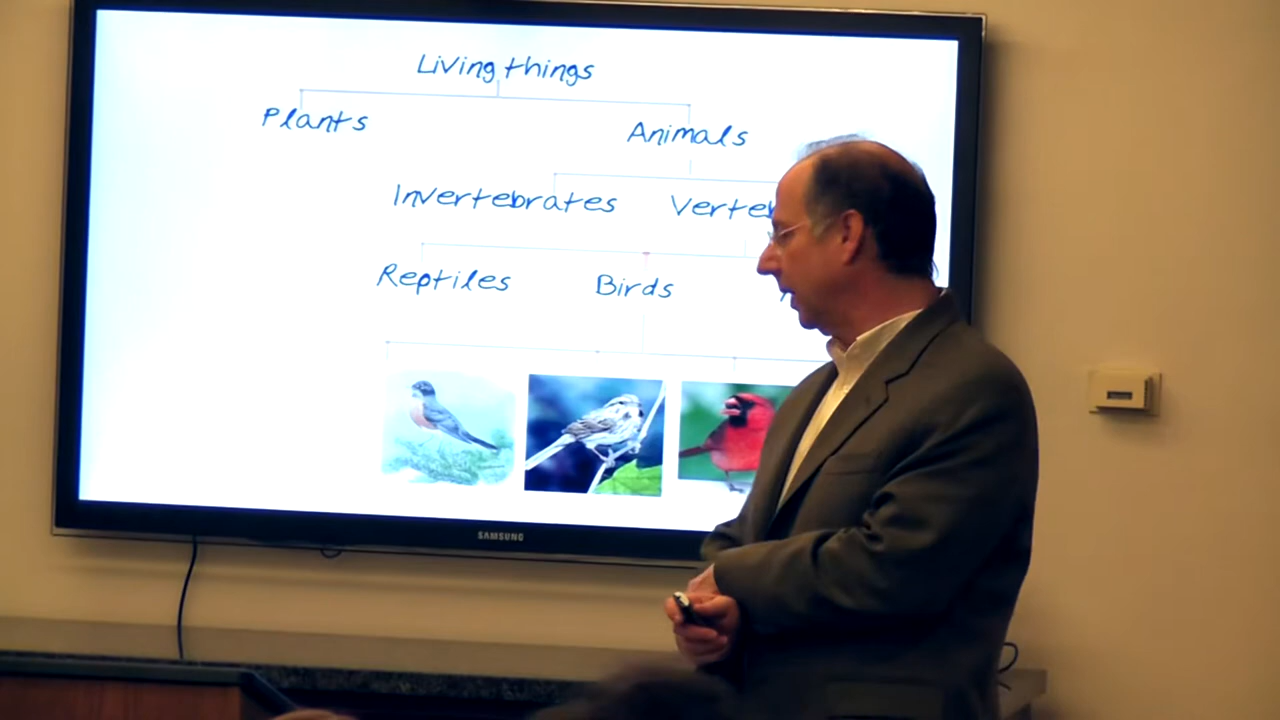 Living things
Plants
Animals
Invertebrates
Reptiles Birds
SAMSUNG